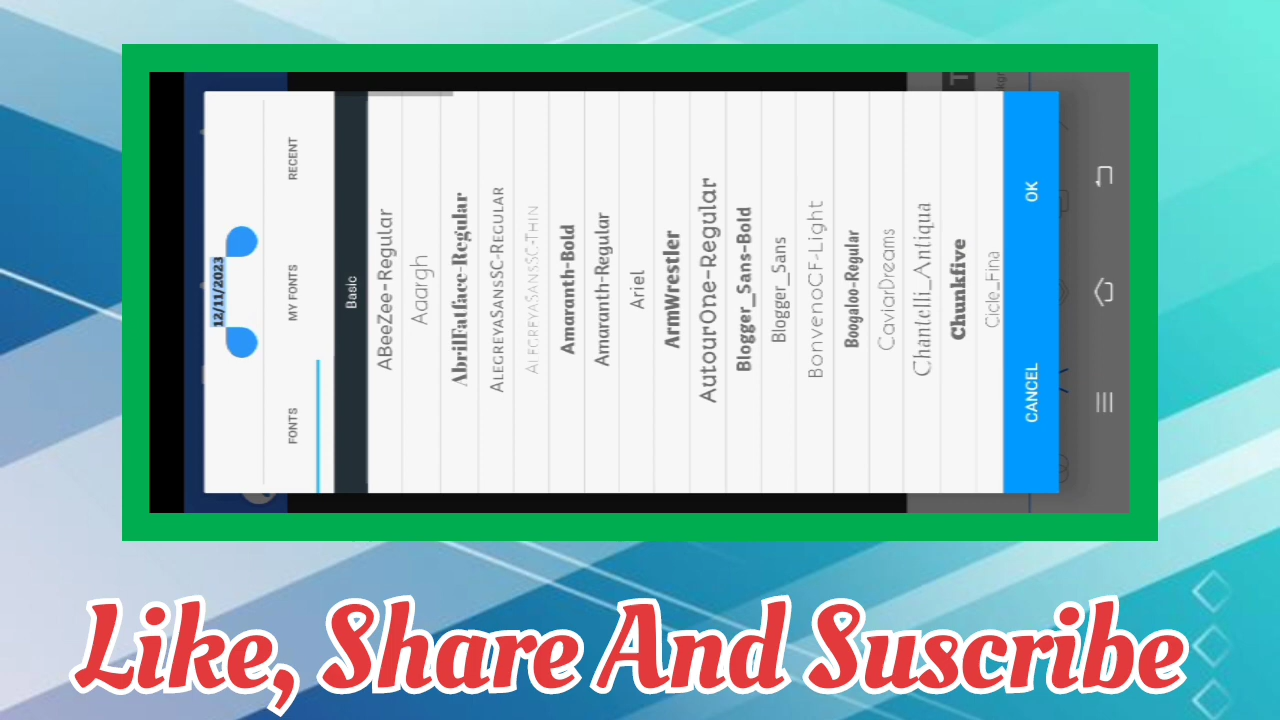 12/11/2023
FONTS MY FONTS RECENT
Basic
ABeeZee-Regular
Aaargh
AbrilFatface-Regular
AlegreyaSansSC-Regular
AlegreyaSansSC-Thin
Amaranth-Bold
Amaranth-Regular
Ariel
ArmWrestler
AutourOne-Regular
Blogger_Sans-Bold
Blogger_Sans
BonvenoCF-Light
Boogaloo-Regular
CaviarDreams
Chantelli_Antiqua
Chunkfive
Cicle_Fina
CANCEL OK
Like, Share And Suscribe